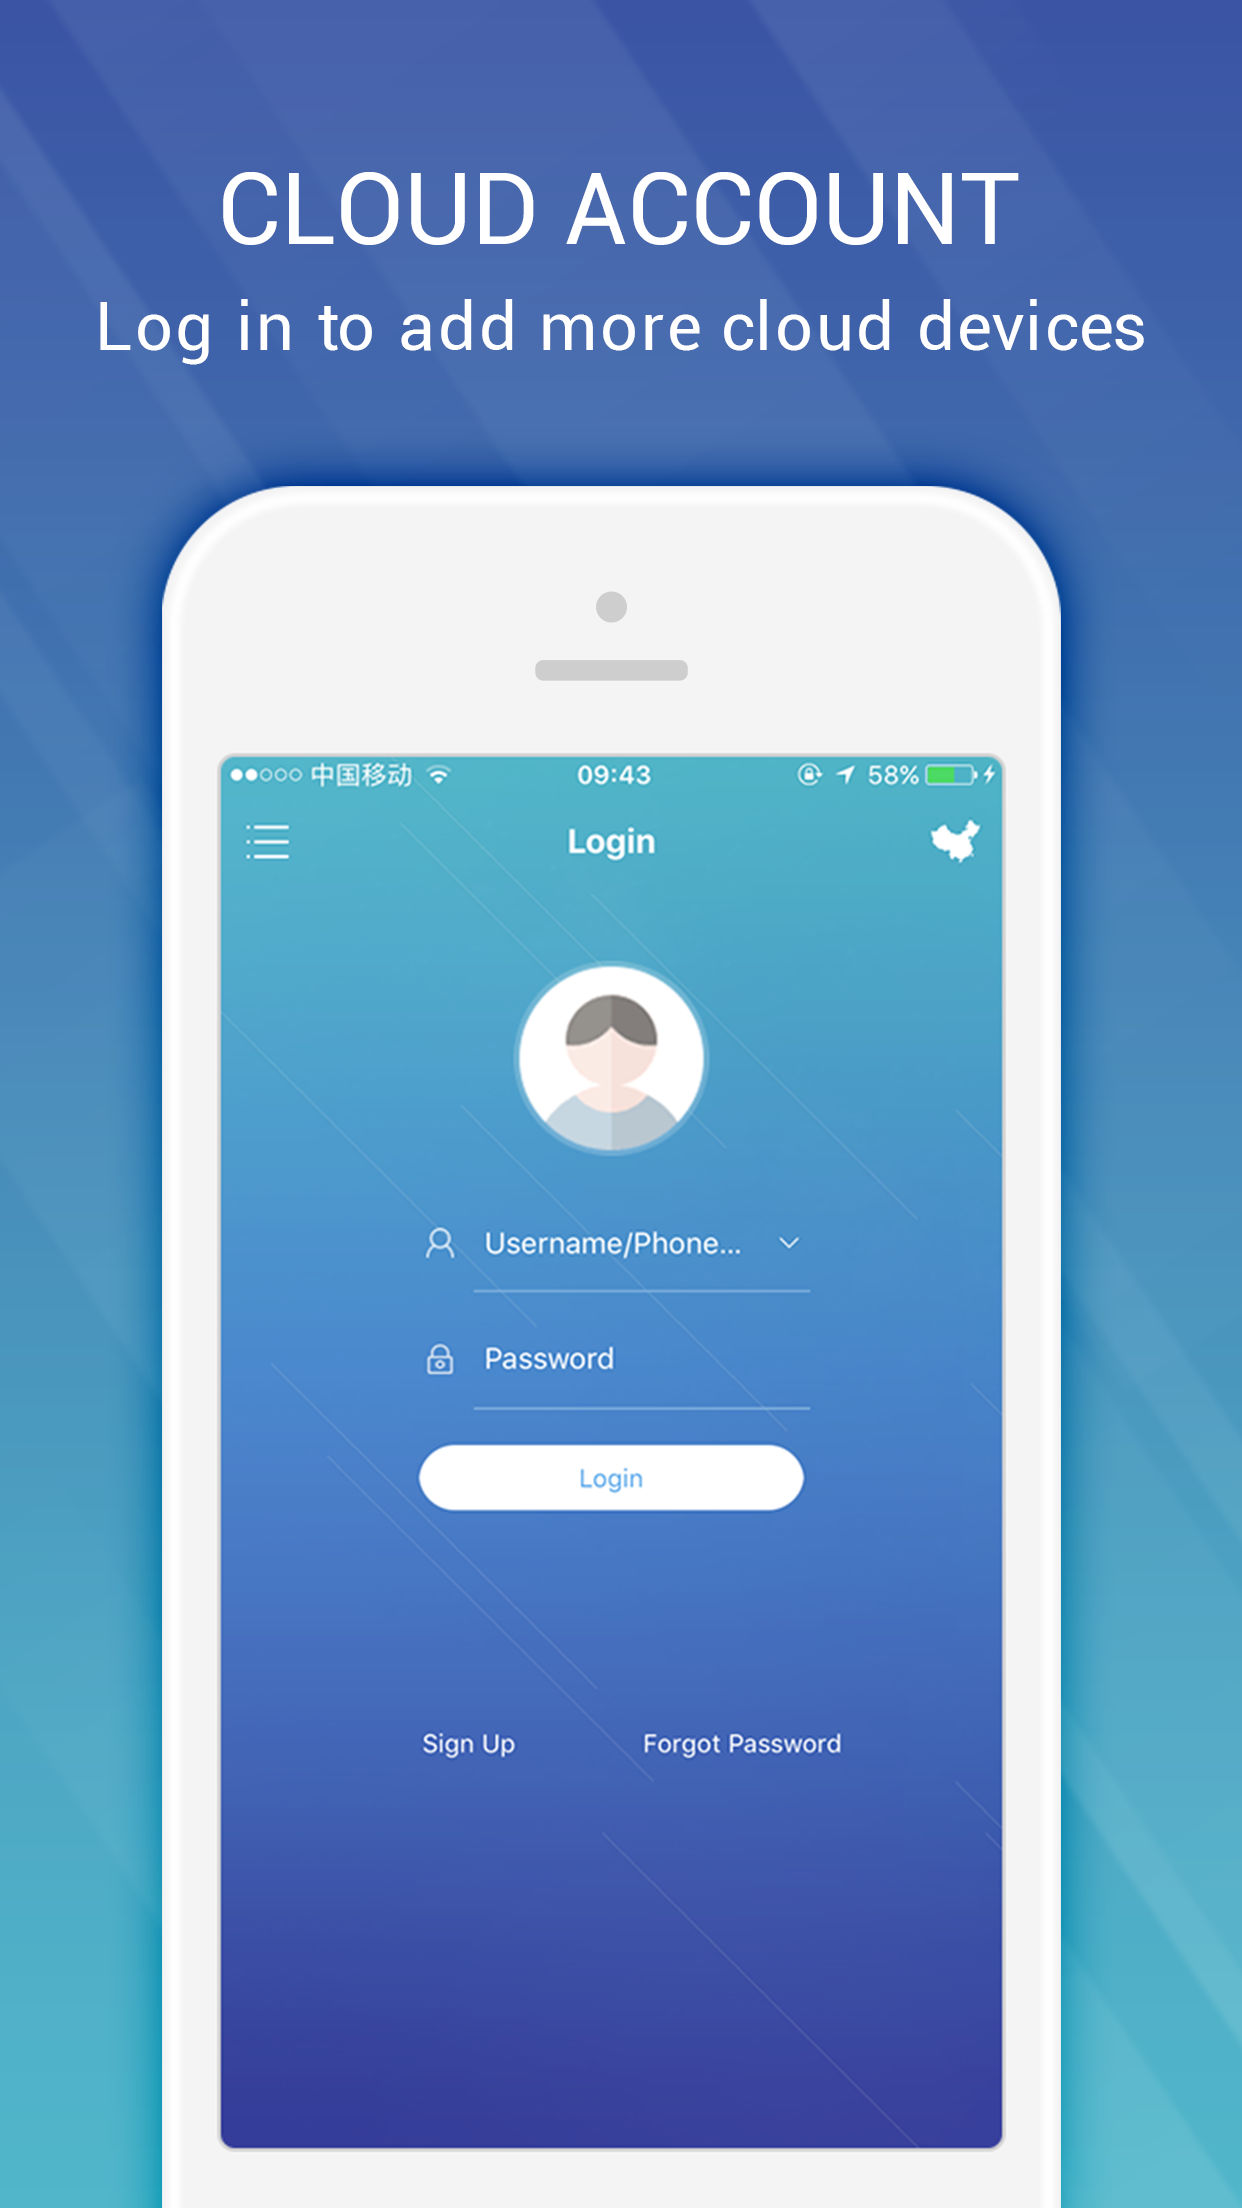 CLOUD ACCOUNT
Log in to add more cloud devices
中国移动 09:43 58%
Login
Username/Phone...
Password
Login
Sign Up Forgot Password